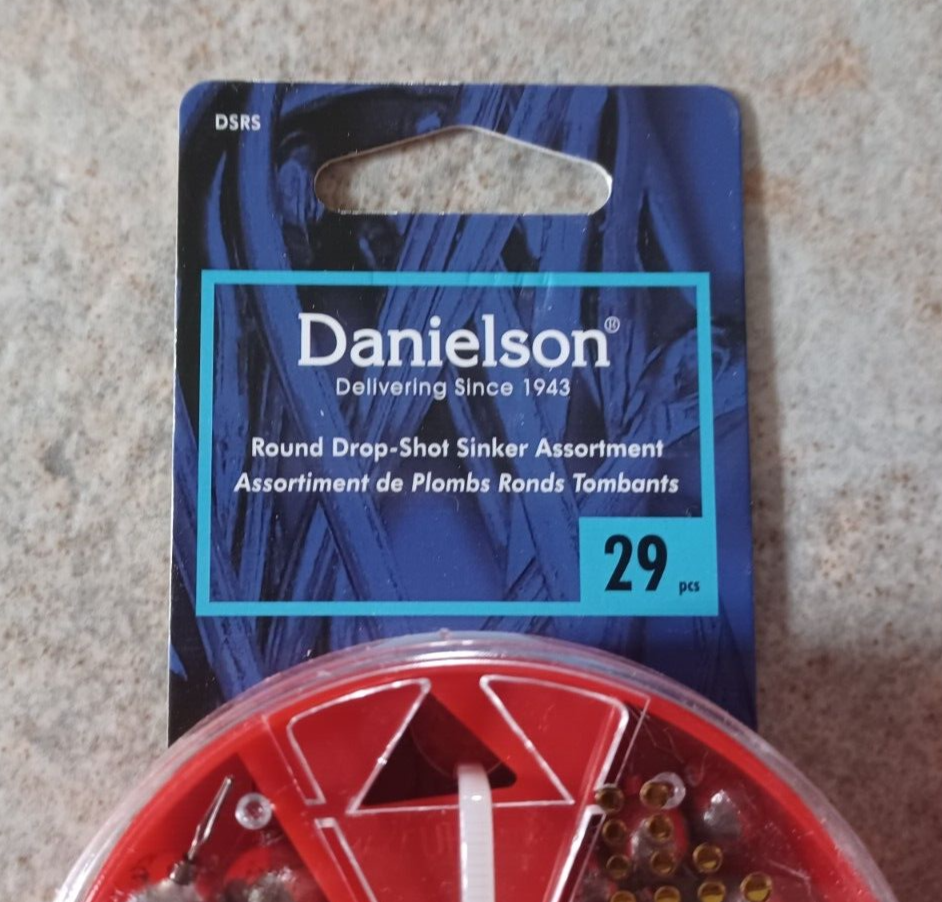 DSRS
Danielson®
Delivering Since 1943
Round Drop-Shot Sinker Assortment
Assortiment de Plombs Ronds Tombants
29 pcs